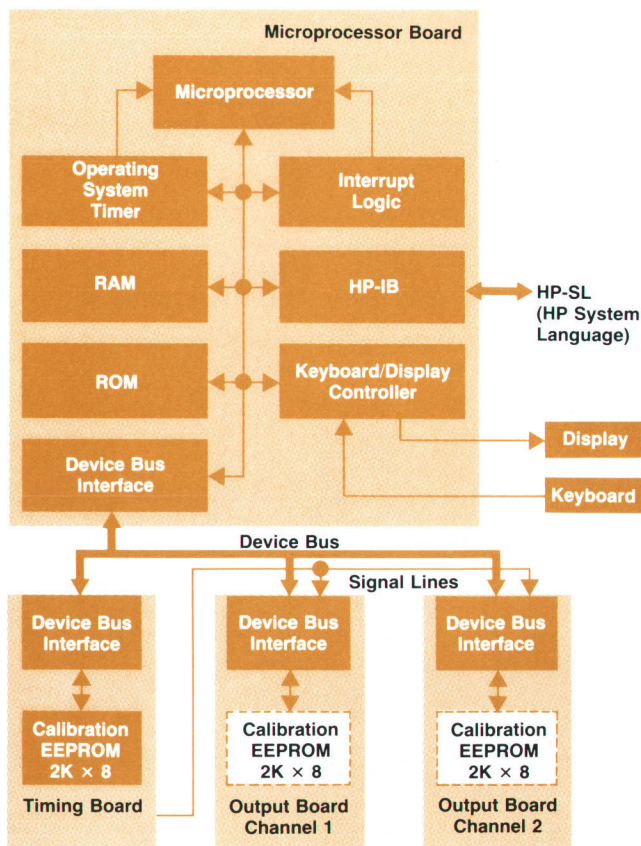 Microprocessor Board
Microprocessor
Operating
System
Timer
Interrupt
Logic
RAM
HP-IB
HP-SL
(HP System
Language)
ROM
Keyboard/Display
Controller
Device Bus
Interface
Display
Keyboard
Device Bus
Signal Lines
Device Bus
Interface
Device Bus
Interface
Device Bus
Interface
Calibration
EEPROM
2K × 8
Calibration
EEPROM
2K × 8
Calibration
EEPROM
2K × 8
Timing Board
Output Board
Channel 1
Output Board
Channel 2